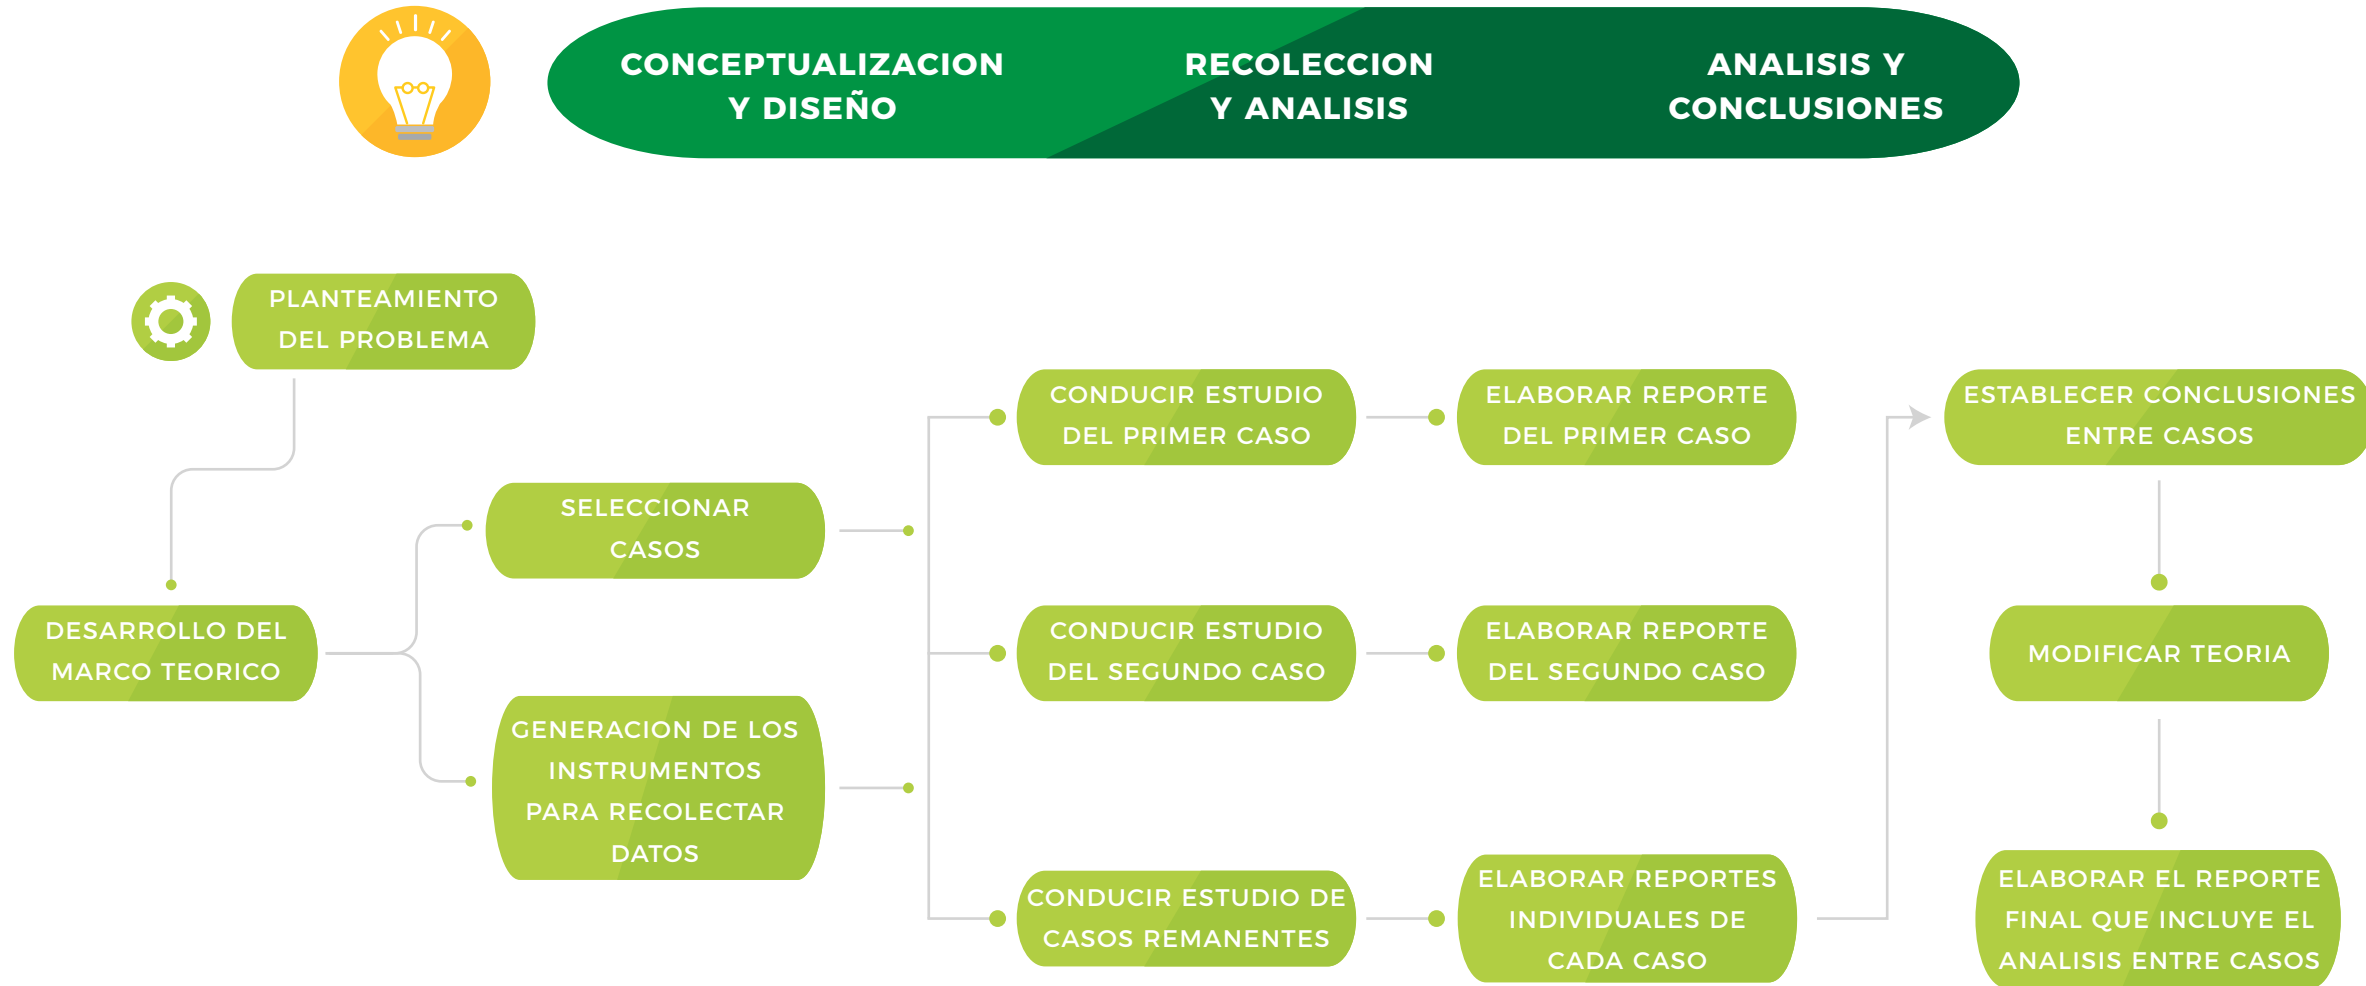 CONCEPTUALIZACION
Y DISEÑO
RECOLECCION
Y ANALISIS
ANALISIS Y
CONCLUSIONES
PLANTEAMIENTO
DEL PROBLEMA
DESARROLLO DEL
MARCO TEORICO
SELECCIONAR
CASOS
GENERACION DE LOS
INSTRUMENTOS
PARA RECOLECTAR
DATOS
CONDUCIR ESTUDIO
DEL PRIMER CASO
ELABORAR REPORTE
DEL PRIMER CASO
CONDUCIR ESTUDIO
DEL SEGUNDO CASO
ELABORAR REPORTE
DEL SEGUNDO CASO
CONDUCIR ESTUDIO DE
CASOS REMANENTES
ELABORAR REPORTES
INDIVIDUALES DE
CADA CASO
ESTABLECER CONCLUSIONES
ENTRE CASOS
MODIFICAR TEORIA
ELABORAR EL REPORTE
FINAL QUE INCLUYE EL
ANALISIS ENTRE CASOS